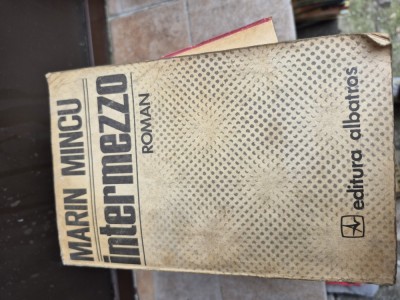 MARIN MINCU
intermezzo
ROMAN
editura albatros